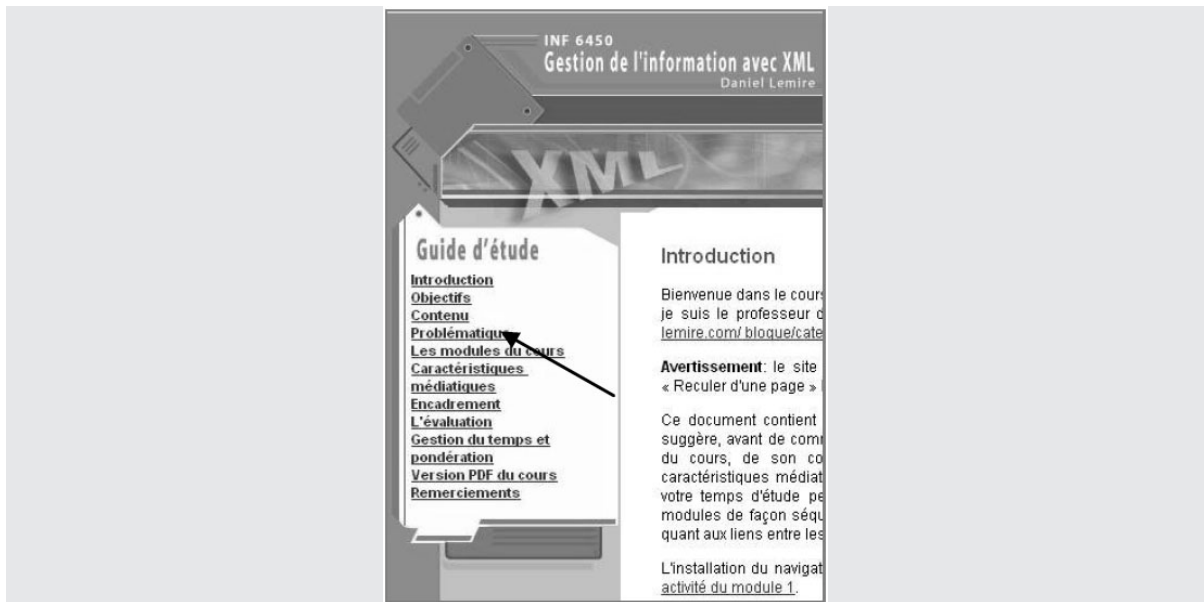 INF 6450
Gestion de l'information avec XML
Daniel Lemire
XML
Guide d'étude
Introduction
Objectifs
Contenu
Problématique
Les modules du cours
Caractéristiques
médiatiques
Encadrement
L'évaluation
Gestion du temps et
pondération
Version PDF du cours
Remerciements
Introduction
Bienvenue dans le cours
je suis le professeur
lemire.com/ blogue/cate
Avertissement: le site
« Reculer d'une page »
Ce document contient
suggère, avant de comm
du cours, de son co
caractéristiques médiat
votre temps d'étude pe
modules de façon séqu
quant aux liens entre les
L'installation du navigat
activité du module 1.